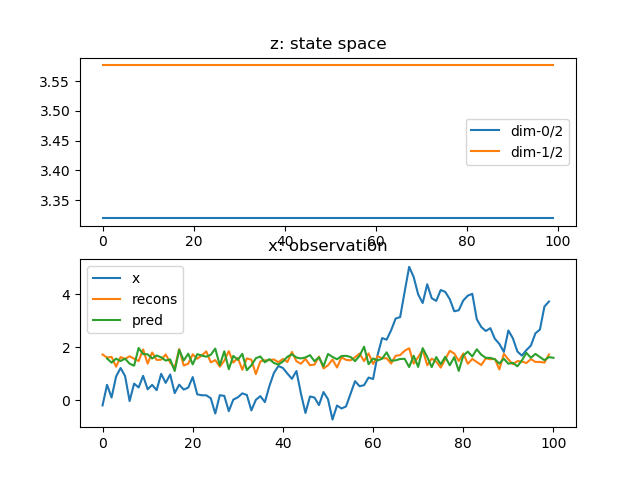 z: state space
3.55
3.50
3.45
3.40
3.35
dim-0/2
dim-1/2
0 20 40 60 80 100
x: observation
x
recons
pred
4
2
0
0 20 40 60 80 100